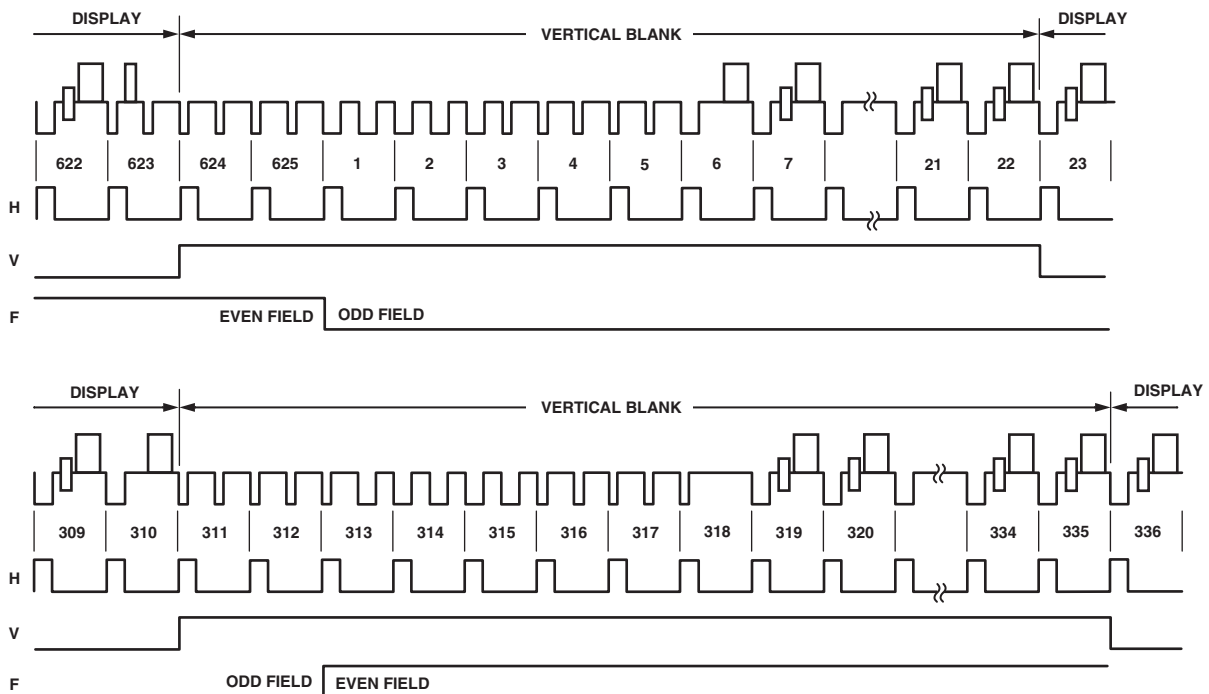 DISPLAY VERTICAL BLANK DISPLAY
622 623 624 625 1 2 3 4 5 6 7 21 22 23
H
V
F EVEN FIELD ODD FIELD
DISPLAY VERTICAL BLANK DISPLAY
309 310 311 312 313 314 315 316 317 318 319 320 334 335 336
H
V
F ODD FIELD EVEN FIELD